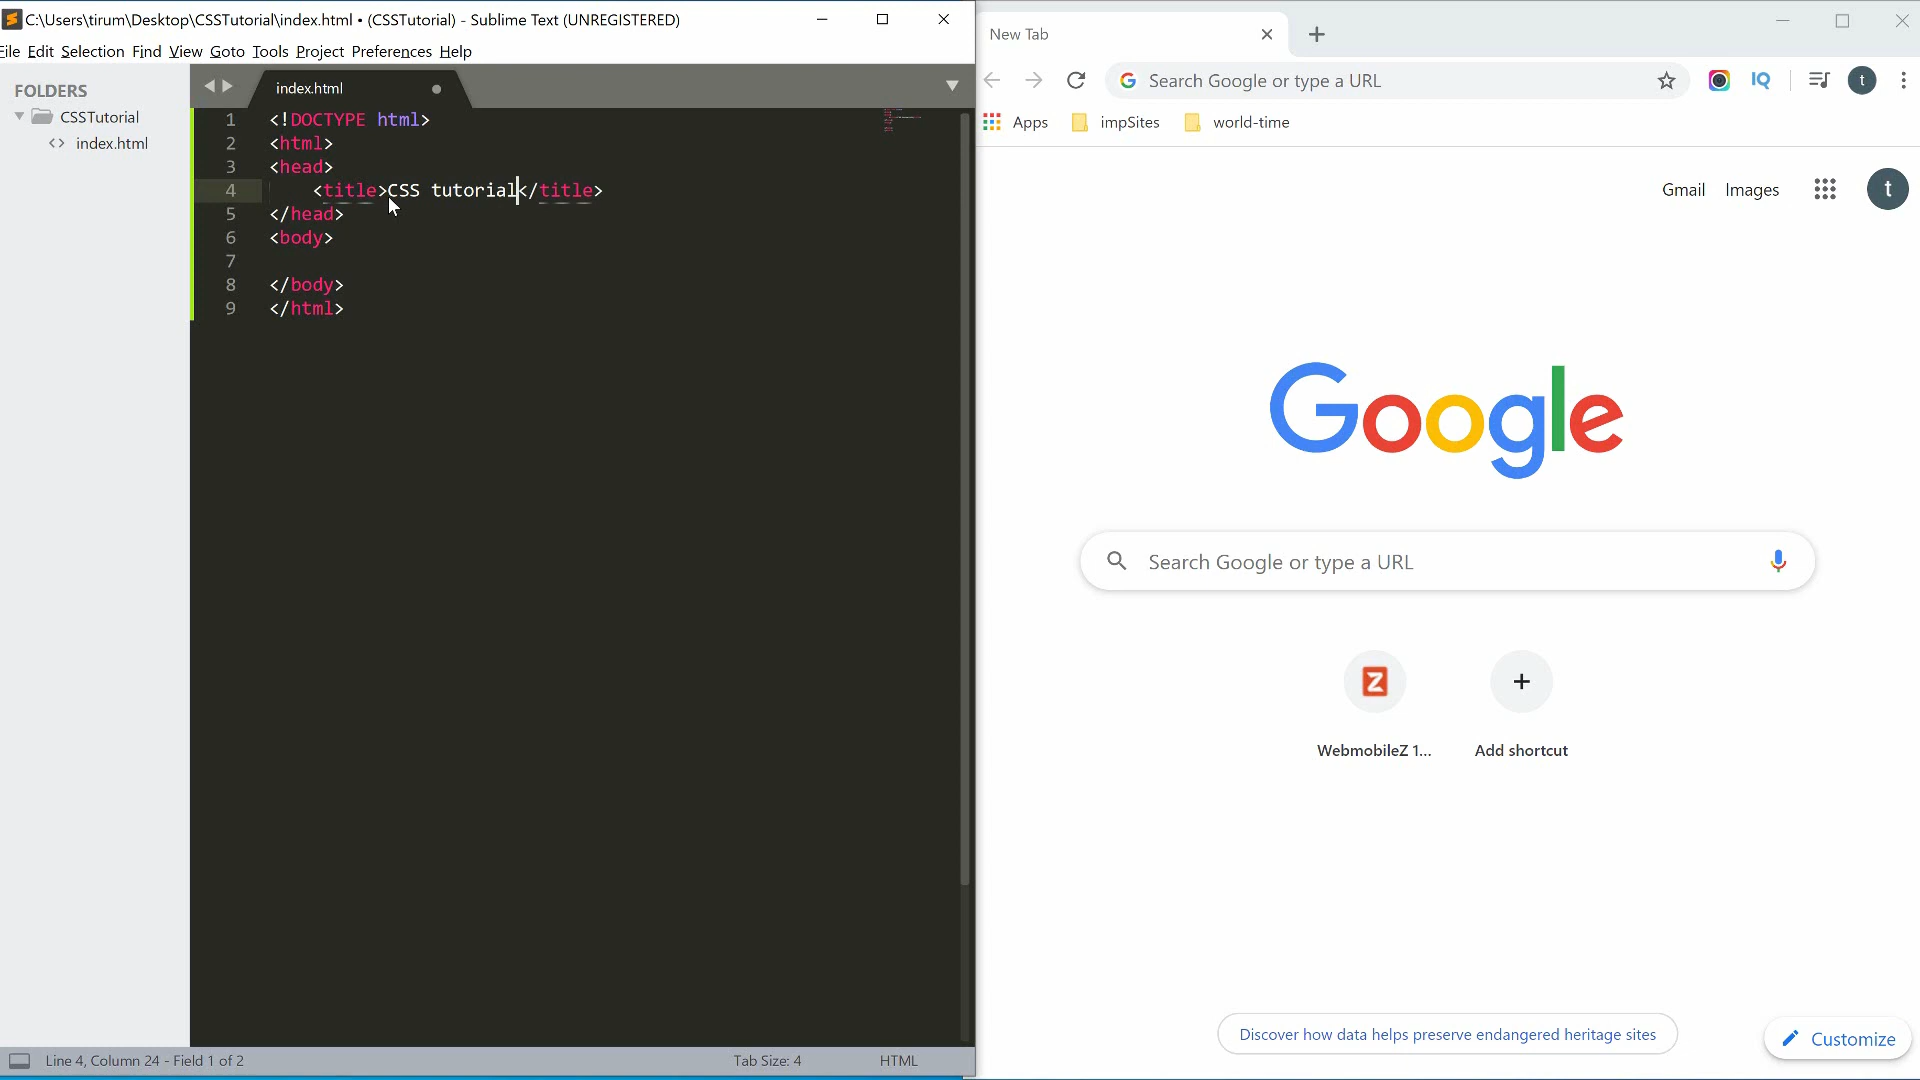 C:\Users\tirum\Desktop\CSSTutorial\index.html • (CSSTutorial) - Sublime Text (UNREGISTERED)
File Edit Selection Find View Goto Tools Project Preferences Help
FOLDERS
CSSTutorial
<> index.html
index.html
1 <!DOCTYPE html>
2 <html>
3 <head>
4 <title>CSS tutorial</title>
5 </head>
6 <body>
7
8 </body>
9 </html>
Line 4, Column 24 - Field 1 of 2
Tab Size: 4
HTML
New Tab
Search Google or type a URL
IQ
t
Apps
impSites
world-time
Gmail
Images
t
Google
Search Google or type a URL
Z
WebmobileZ 1...
Add shortcut
Discover how data helps preserve endangered heritage sites
Customize